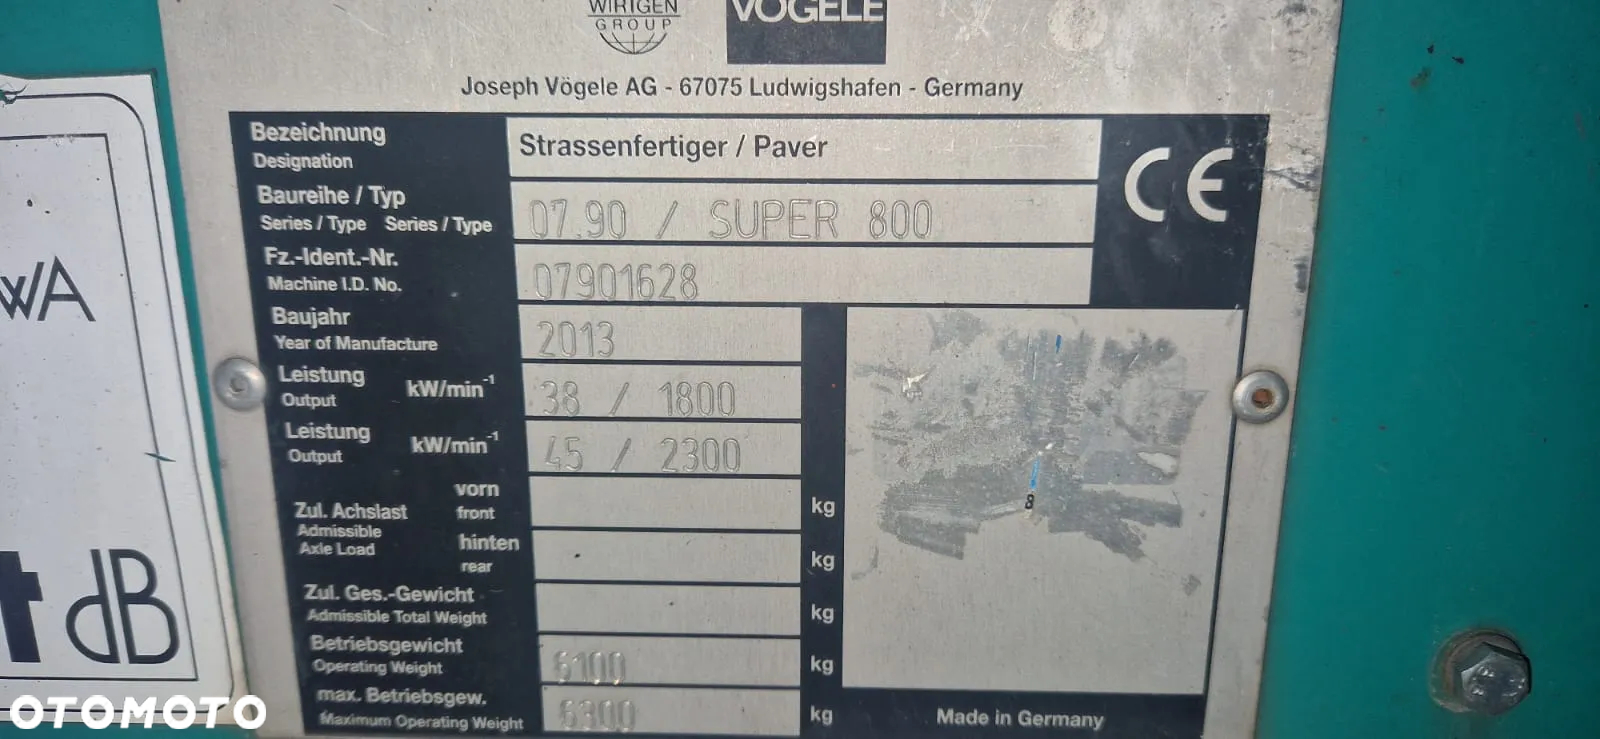 WIRTGEN
GROUP
VÖGELE
Joseph Vögele AG - 67075 Ludwigshafen - Germany
Bezeichnung
Designation
Strassenfertiger / Paver
CE
Baureihe / Typ
Series / Type Series / Type
07.90 / SUPER 800
Fz.-Ident.-Nr.
Machine I.D. No.
07901628
Baujahr
Year of Manufacture
2013
Leistung
Output
kW/min⁻¹
38 / 1800
Leistung
Output
kW/min⁻¹
45 / 2300
Zul. Achslast
Admissible
Axle Load
vorn
front
kg
hinten
rear
kg
Zul. Ges.-Gewicht
Admissible Total Weight
kg
Betriebsgewicht
Operating Weight
6100
kg
max. Betriebsgew.
Maximum Operating Weight
6300
kg
Made in Germany
8
WA
dB
8.8
OTOMOTO